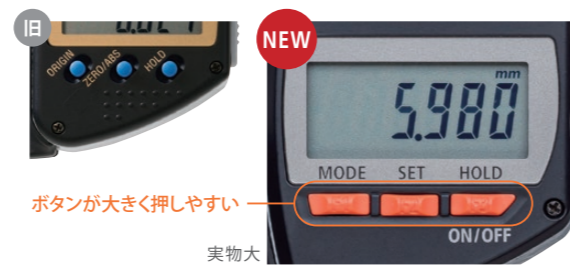 旧
ORIGIN
ZERO/ABS
HOLD
NEW
mm
5.980
MODE SET HOLD
ボタンが大きく押しやすい
ON/OFF
実物大